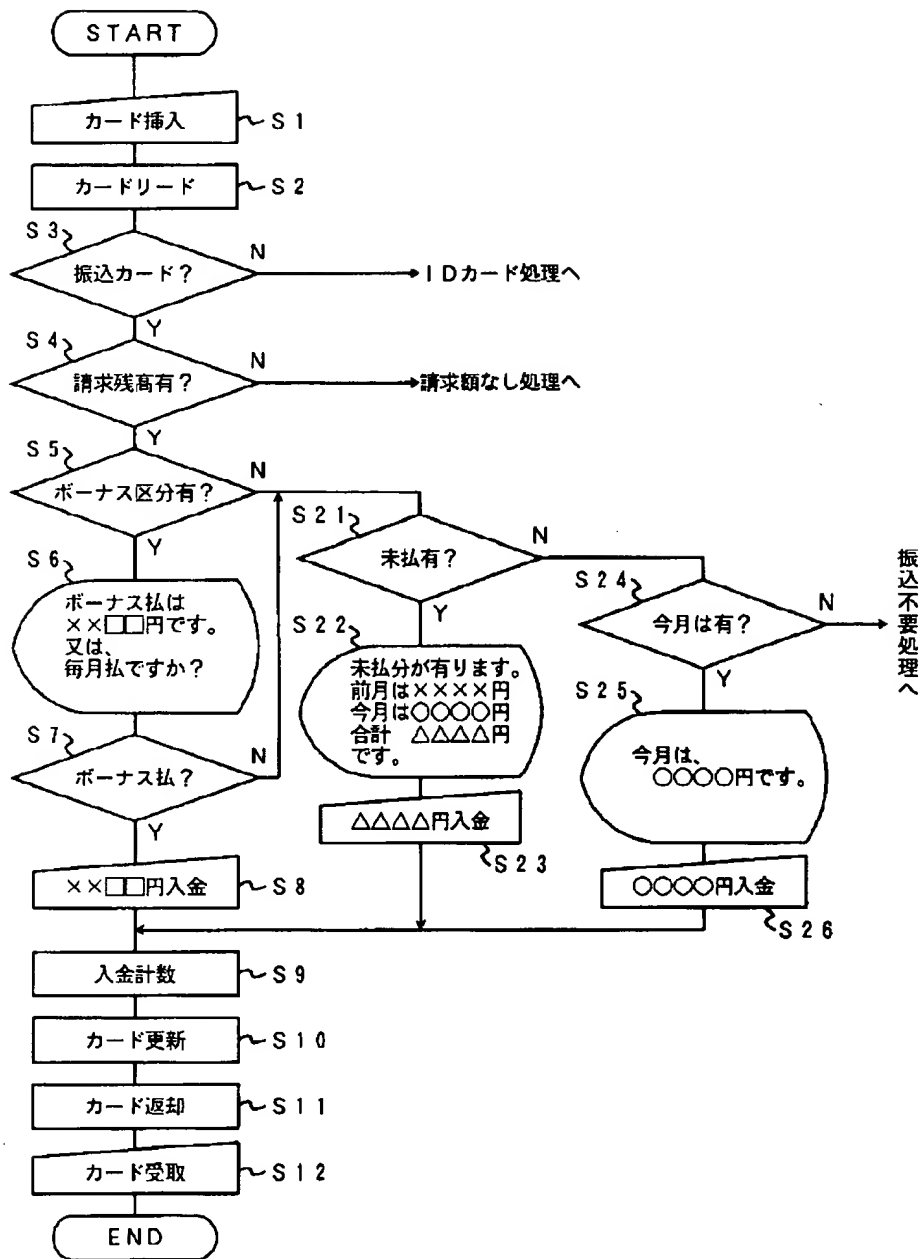 START
カード挿入
S1
カードリード
S2
S3
振込カード?
N
IDカード処理へ
Y
S4
請求残高有?
N
請求額なし処理へ
Y
S5
ボーナス区分有?
N
Y
S6
ボーナス払は
××□□円です。
又は、
毎月払ですか?
S7
ボーナス払?
N
Y
××□□円入金
S8
S21
未払有?
N
Y
S22
未払分が有ります。
前月は××××円
今月は○○○○円
合計 △△△△円
です。
△△△△円入金
S23
S24
今月は有?
N
振込不要処理へ
Y
S25
今月は、
○○○○円です。
○○○○円入金
S26
入金計数
S9
カード更新
S10
カード返却
S11
カード受取
S12
END